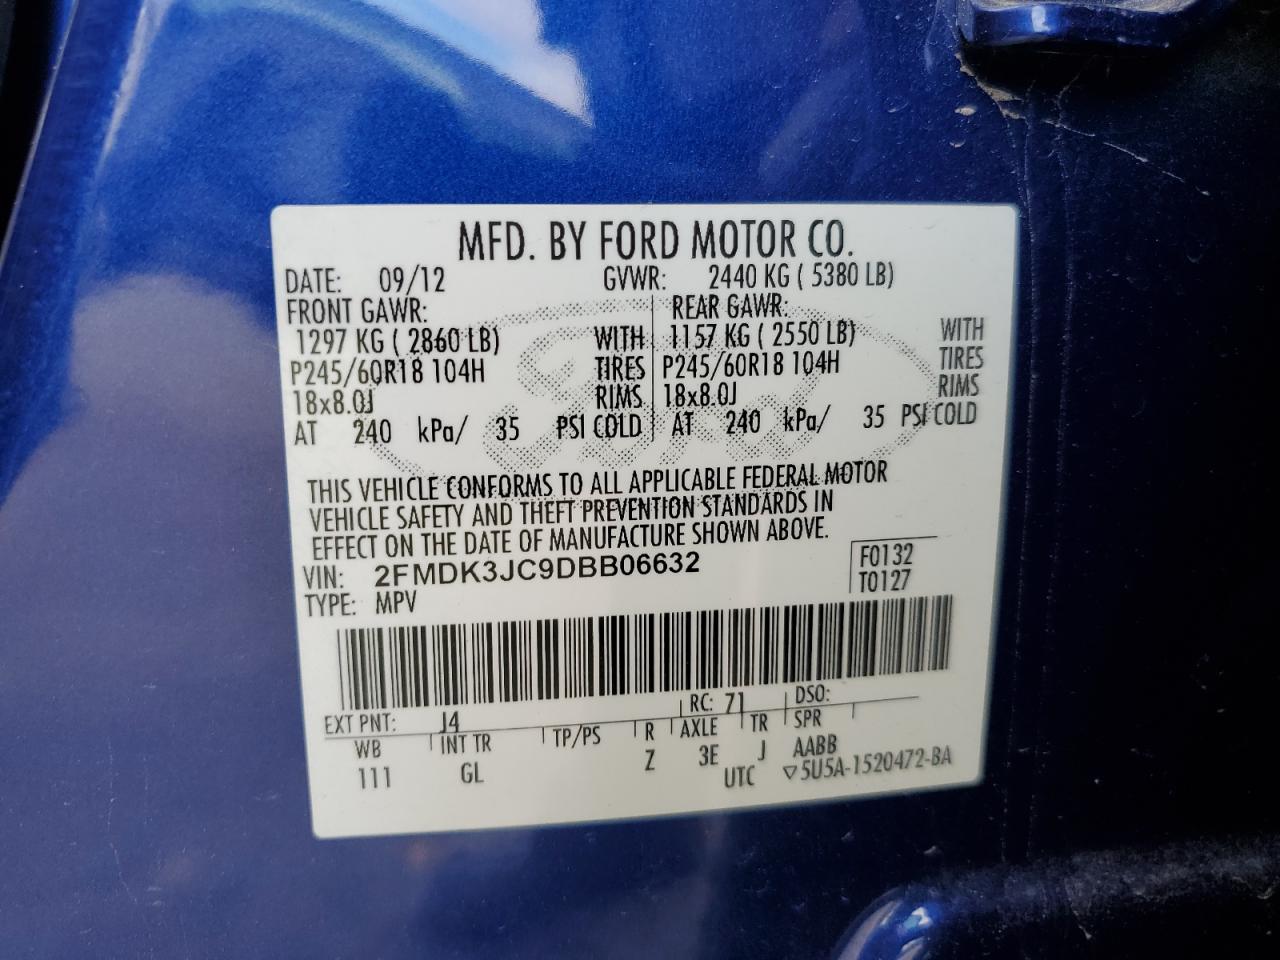 MFD. BY FORD MOTOR CO.
DATE: 09/12 GVWR: 2440 KG ( 5380 LB)
FRONT GAWR: REAR GAWR:
1297 KG ( 2860 LB) WITH 1157 KG ( 2550 LB) WITH
P245/60R18 104H TIRES P245/60R18 104H TIRES
18x8.0J RIMS 18x8.0J RIMS
AT 240 kPa/ 35 PSI COLD AT 240 kPa/ 35 PSI COLD
THIS VEHICLE CONFORMS TO ALL APPLICABLE FEDERAL MOTOR
VEHICLE SAFETY AND THEFT PREVENTION STANDARDS IN
EFFECT ON THE DATE OF MANUFACTURE SHOWN ABOVE.
VIN: 2FMDK3JC9DBB06632 F0132
TYPE: MPV T0127
EXT PNT: J4 RC: 71 DSO:
WB INT TR TP/PS R AXLE TR SPR
111 GL Z 3E J AABB
UTC ▽5U5A-1520472-BA
Ford